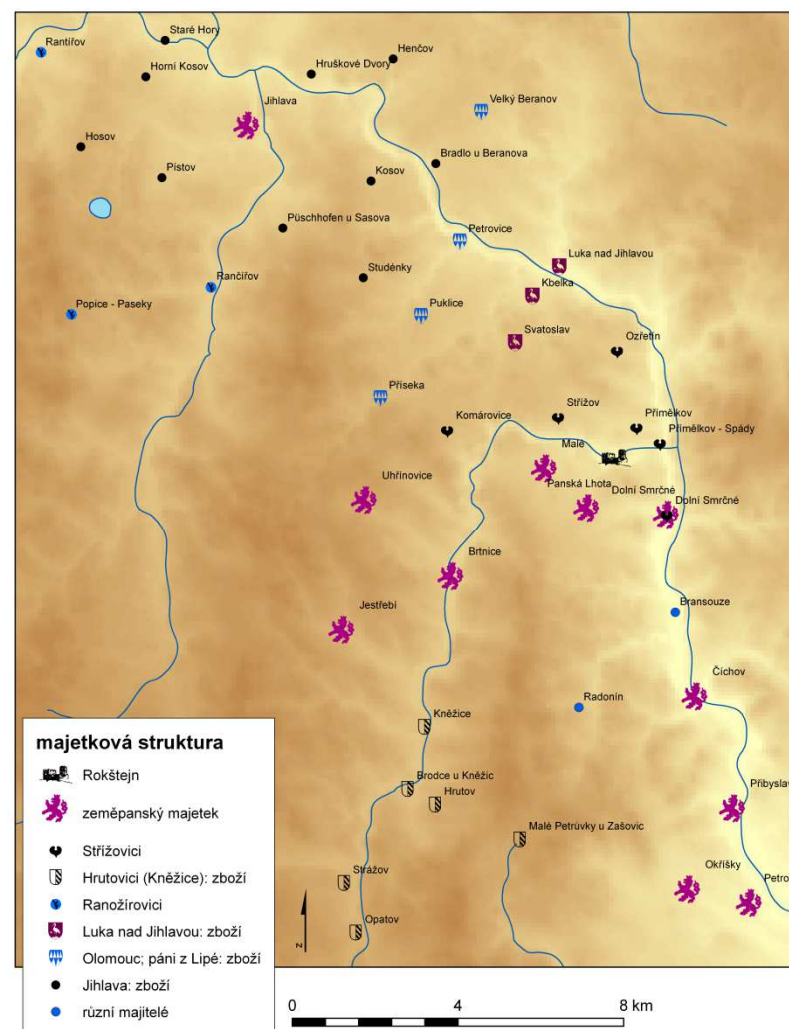 Staré Hory
Rantířov
Henčov
Hruškové Dvory
Horní Kosov
Velký Beranov
Jihlava
Hosov
Bradlo u Beranova
Pístov
Kosov
Püschhofen u Sasova
Petrovice
Luka nad Jihlavou
Studénky
Rančířov
Kbelka
Popice - Paseky
Puklice
Svatoslav
Ozřetín
Příseka
Střížov
Přímělkov
Komárovice
Přímělkov - Spády
Malé
Uhřínovice
Panská Lhota
Dolní Smrčné
Dolní Smrčné
Brtnice
Bransouze
Jestřebí
Číchov
Radonín
Kněžice
Brodce u Kněžic
Přibyslav
Hrutov
Malé Petrůvky u Zašovic
Strážov
Okříšky
Petro
Opatov
z
majetková struktura
Rokštejn
zeměpanský majetek
Střížovici
Hrutovici (Kněžice): zboží
Ranožírovici
Luka nad Jihlavou: zboží
Olomouc; páni z Lipé: zboží
Jihlava: zboží
různí majitelé
0 4 8 km